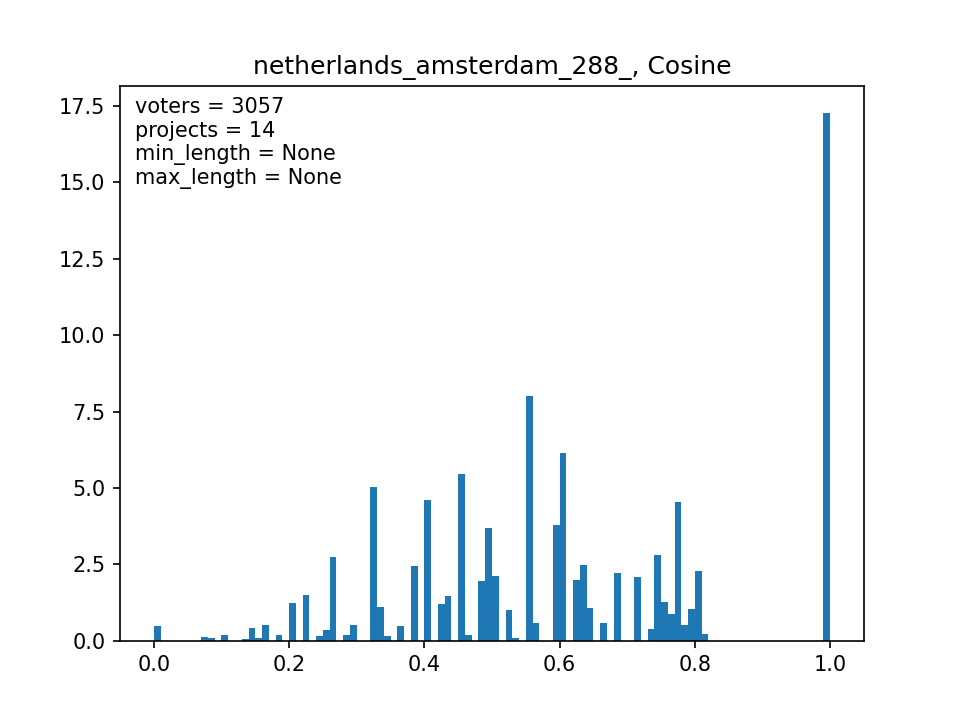 netherlands_amsterdam_288_, Cosine
voters = 3057
projects = 14
min_length = None
max_length = None
17.5
15.0
12.5
10.0
7.5
5.0
2.5
0.0
0.0 0.2 0.4 0.6 0.8 1.0